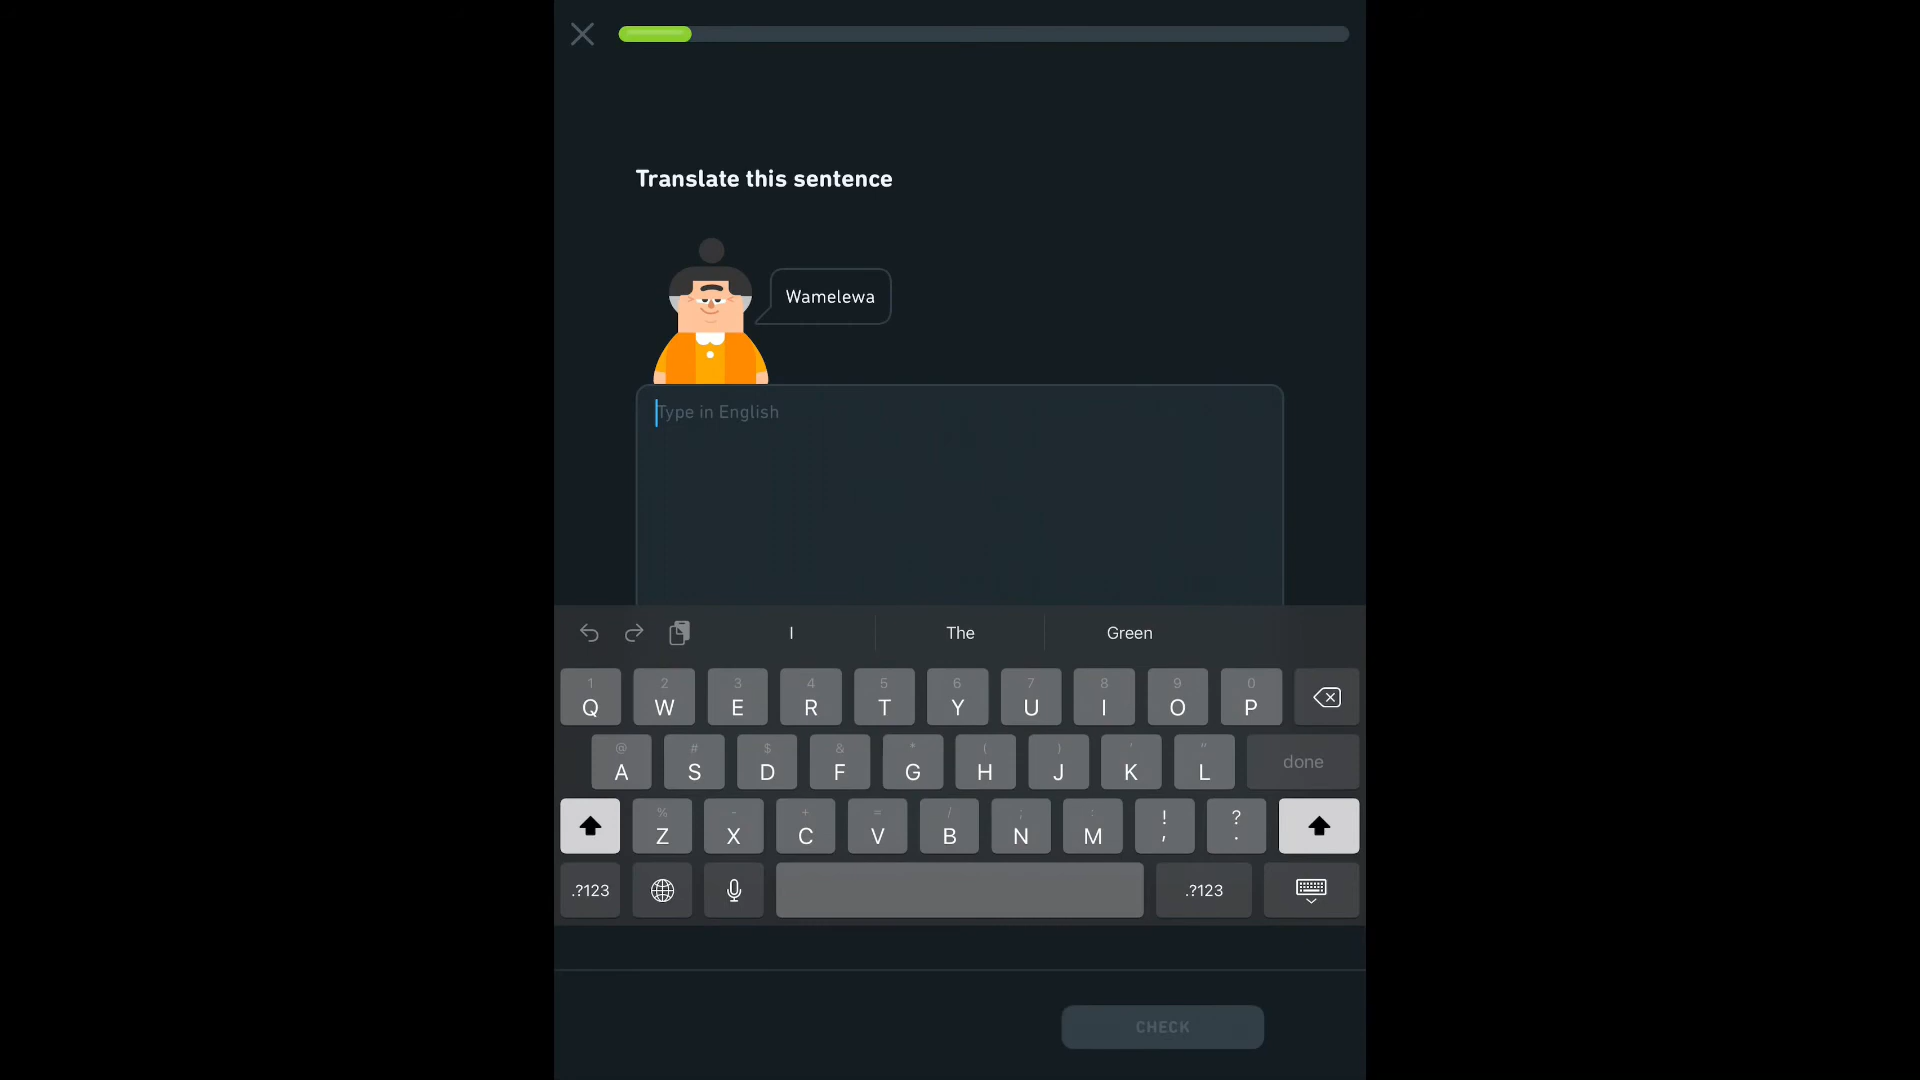 Translate this sentence
Wamelewa
Type in English
I The Green
1 2 3 4 5 6 7 8 9 0
Q W E R T Y U I O P
@ # $ & * ( ) ' "
A S D F G H J K L done
% - + = / ; : ! ?
Z X C V B N M , .
.?123 .?123
CHECK